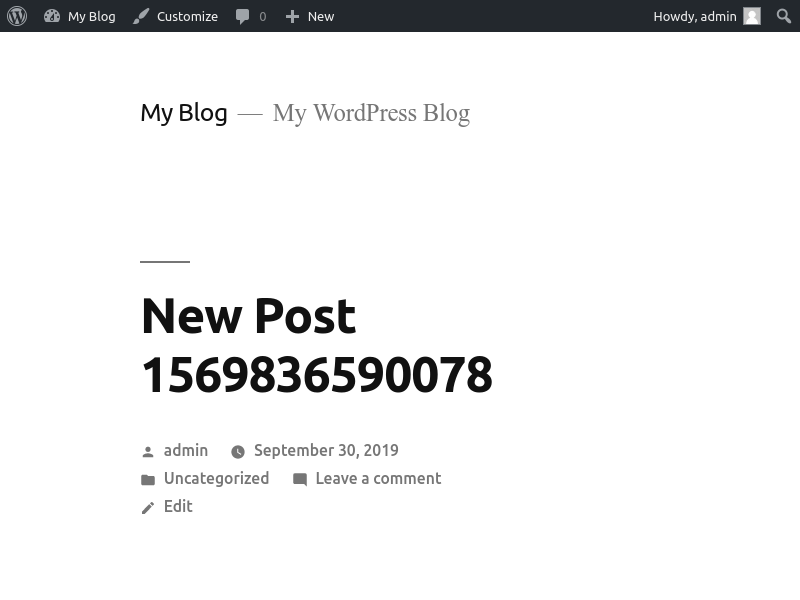 My Blog Customize 0 New Howdy, admin
My Blog — My WordPress Blog
New Post
1569836590078
admin September 30, 2019
Uncategorized Leave a comment
Edit